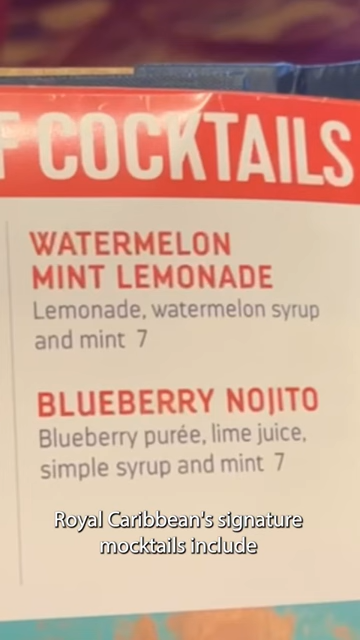 F COCKTAILS
WATERMELON
MINT LEMONADE
Lemonade, watermelon syrup
and mint 7
BLUEBERRY NOJITO
Blueberry purée, lime juice,
simple syrup and mint 7
Royal Caribbean's signature
mocktails include